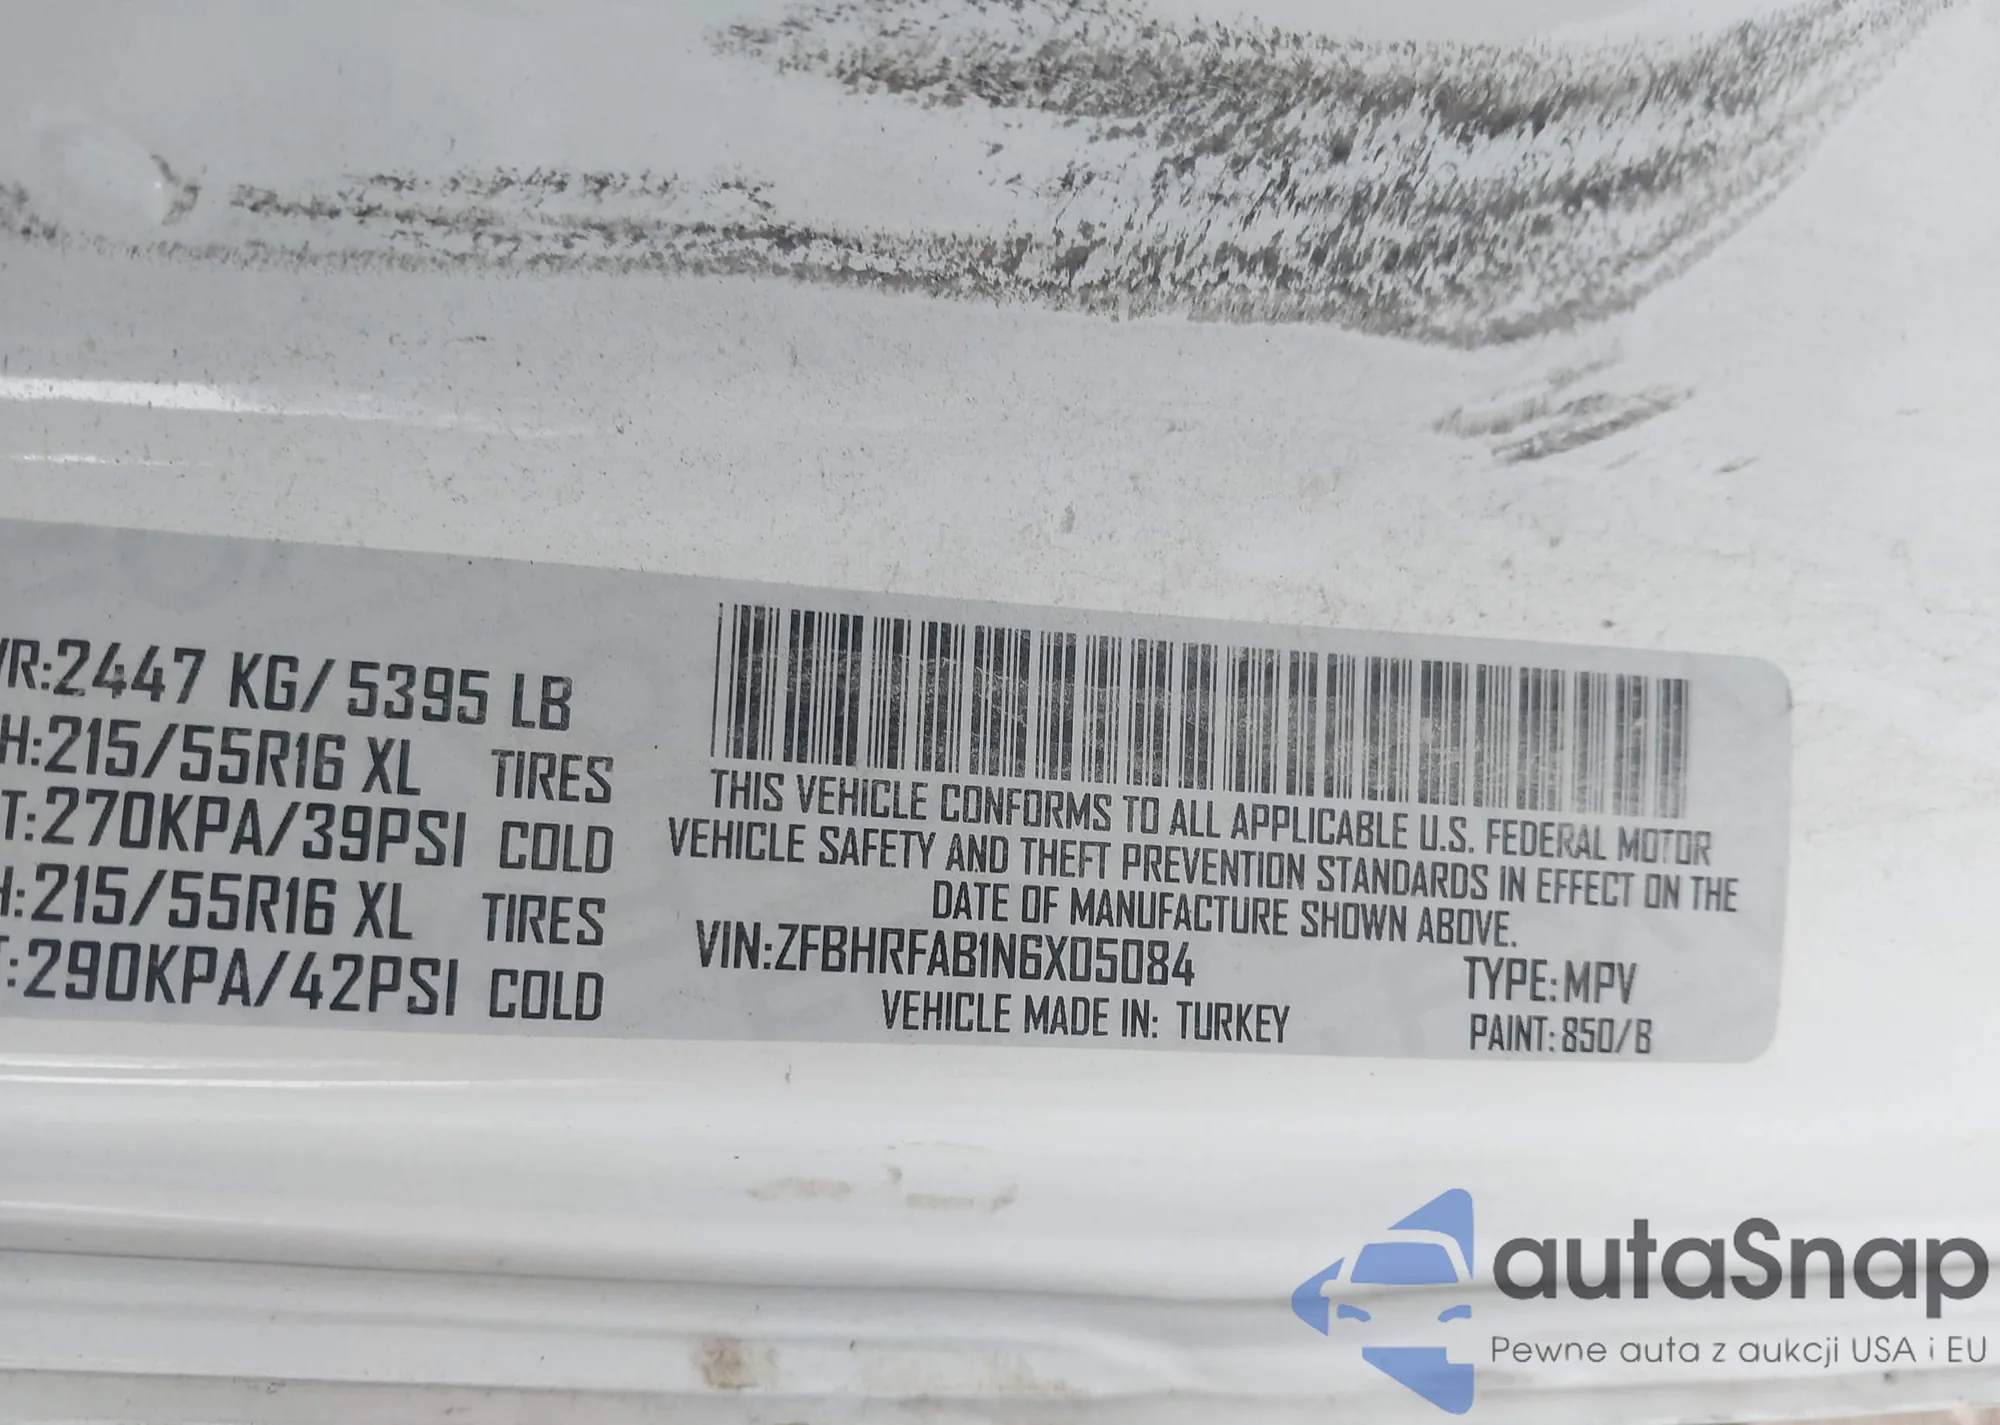 VR:2447 KG/ 5395 LB
H:215/55R16 XL TIRES
T:270KPA/39PSI COLD
H:215/55R16 XL TIRES
T:290KPA/42PSI COLD
THIS VEHICLE CONFORMS TO ALL APPLICABLE U.S. FEDERAL MOTOR
VEHICLE SAFETY AND THEFT PREVENTION STANDARDS IN EFFECT ON THE
DATE OF MANUFACTURE SHOWN ABOVE.
VIN:ZFBHRFAB1N6X05084
TYPE:MPV
VEHICLE MADE IN: TURKEY
PAINT:850/B
autaSnap
Pewne auta z aukcji USA i EU